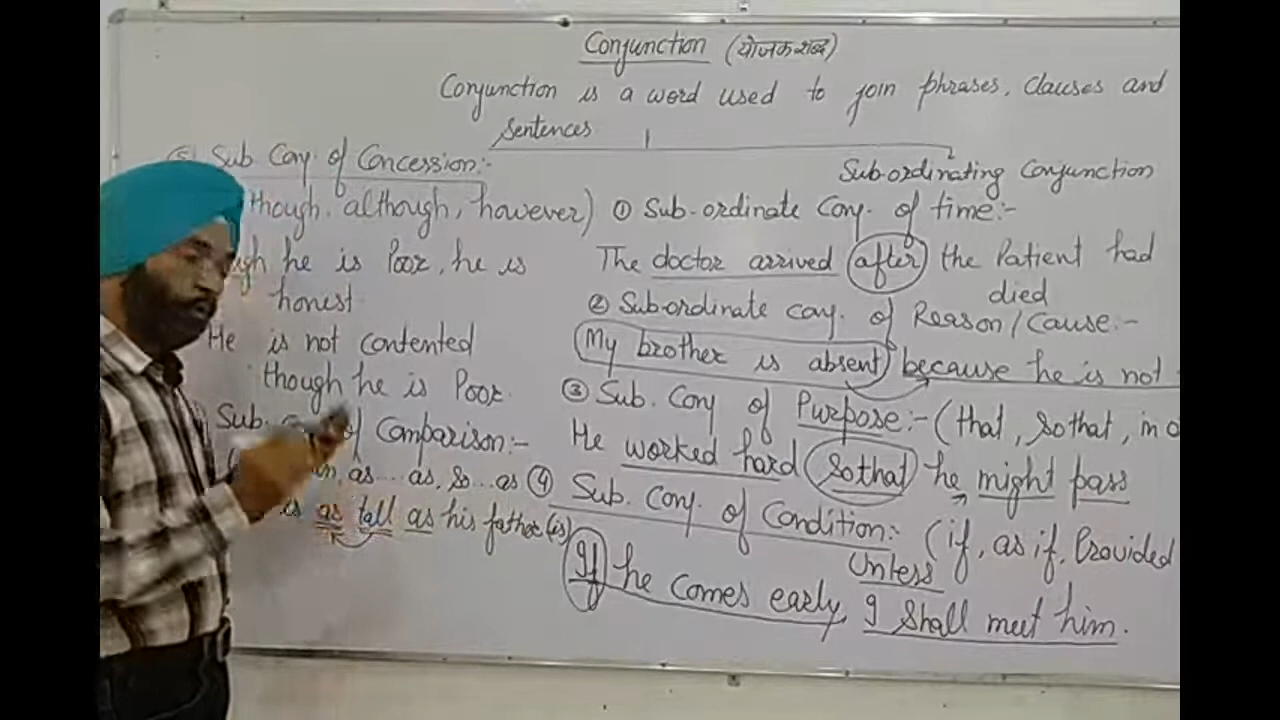 Conjunction (योजक शब्द)
Conjunction is a word used to join phrases, Clauses and
Sentences
Sub. Conj. of Concession:-
though, although, however)
he is Poor, he is
honest
He is not contented
though he is Poor.
Sub. of Comparison:-
as... as, so... as
as tall as his father (is)
Sub-ordinating Conjunction
① Sub-ordinate Conj. of time:-
The doctor arrived after the Patient had
died
② Sub-ordinate conj. of Reason/Cause:-
My brother is absent because he is not
③ Sub. Conj of Purpose:- (that, so that, in o
He worked hard so that he might pass
④ Sub. Conj. of Condition: (if, as if, Provided
Unless
If he comes early, I shall meet him.